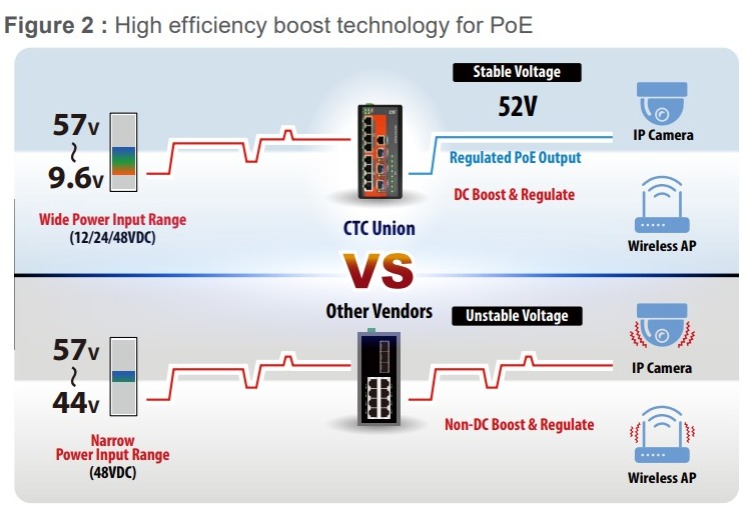 Figure 2 : High efficiency boost technology for PoE
Stable Voltage
57V
~
9.6V
52V
IP Camera
Regulated PoE Output
Wide Power Input Range
(12/24/48VDC)
CTC Union
DC Boost & Regulate
Wireless AP
VS
Other Vendors
Unstable Voltage
57V
~
44V
IP Camera
Narrow
Power Input Range
(48VDC)
Non-DC Boost & Regulate
Wireless AP